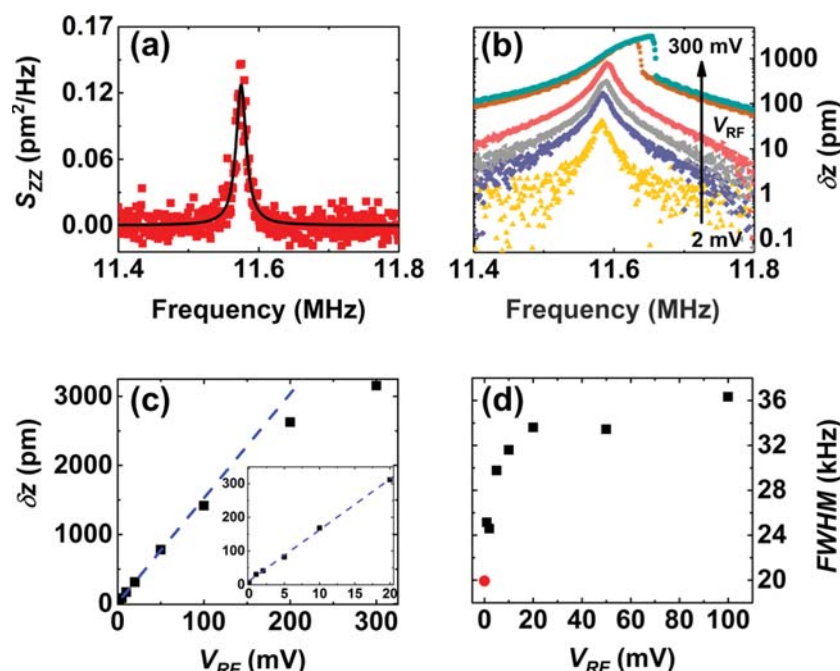 (a)
0.17
0.12
0.06
0.00
S_ZZ (pm²/Hz)
11.4 11.6 11.8
Frequency (MHz)
(b)
300 mV
V_RF
2 mV
1000
100
10
1
0.1
δz (pm)
11.4 11.6 11.8
Frequency (MHz)
(c)
3000
2000
1000
0
δz (pm)
300
200
100
0
0 5 10 15 20
0 100 200 300
V_RF (mV)
(d)
36
32
28
24
20
FWHM (kHz)
0 20 40 60 80 100
V_RF (mV)